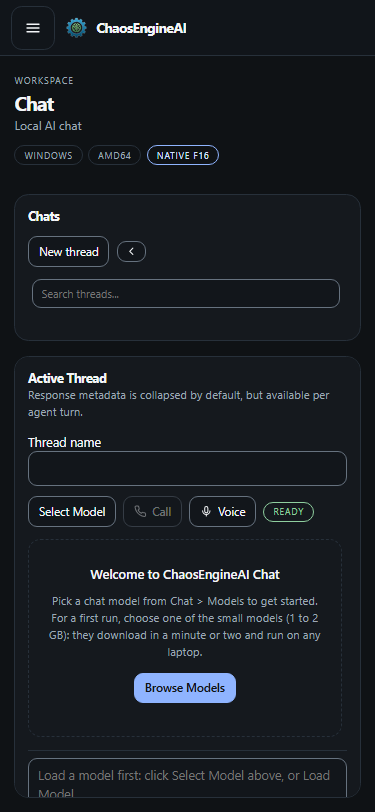 ChaosEngineAI
WORKSPACE
Chat
Local AI chat
WINDOWS
AMD64
NATIVE F16
Chats
New thread
Search threads...
Active Thread
Response metadata is collapsed by default, but available per
agent turn.
Thread name
Select Model
Call
Voice
READY
Welcome to ChaosEngineAI Chat
Pick a chat model from Chat > Models to get started.
For a first run, choose one of the small models (1 to 2
GB): they download in a minute or two and run on any
laptop.
Browse Models
Load a model first: click Select Model above, or Load
Model